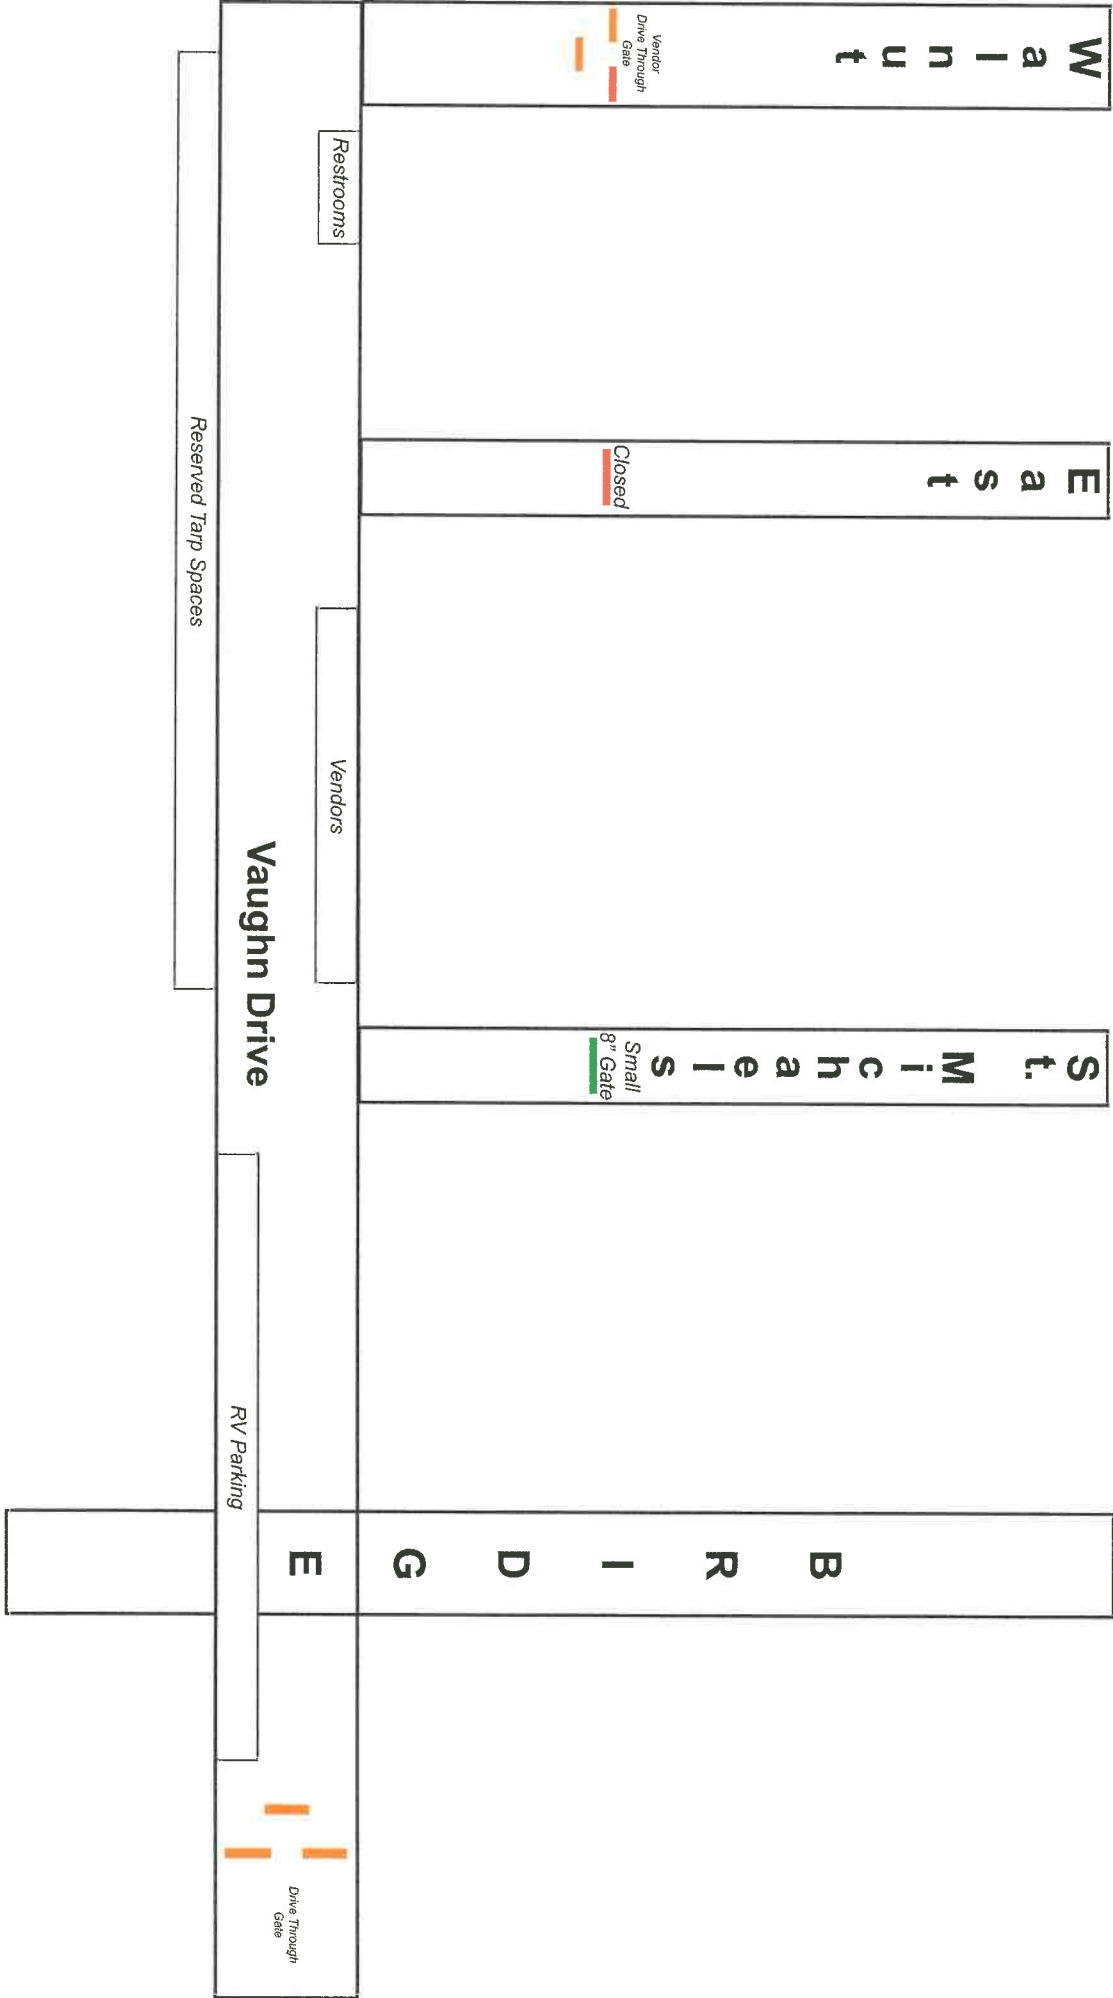 Walnut
East
St. Michaels
BRIDGE
Vendor
Drive Through
Gate
Closed
Small
8” Gate
Restrooms
Vendors
Vaughn Drive
RV Parking
Drive Through
Gate
Reserved Tarp Spaces